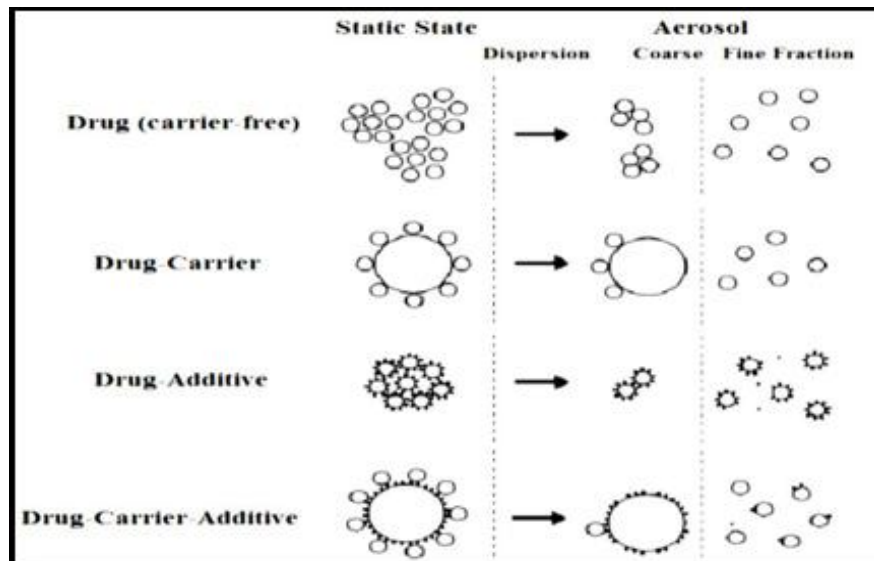 Static State Aerosol
Dispersion Coarse Fine Fraction
Drug (carrier-free)
Drug-Carrier
Drug-Additive
Drug-Carrier-Additive